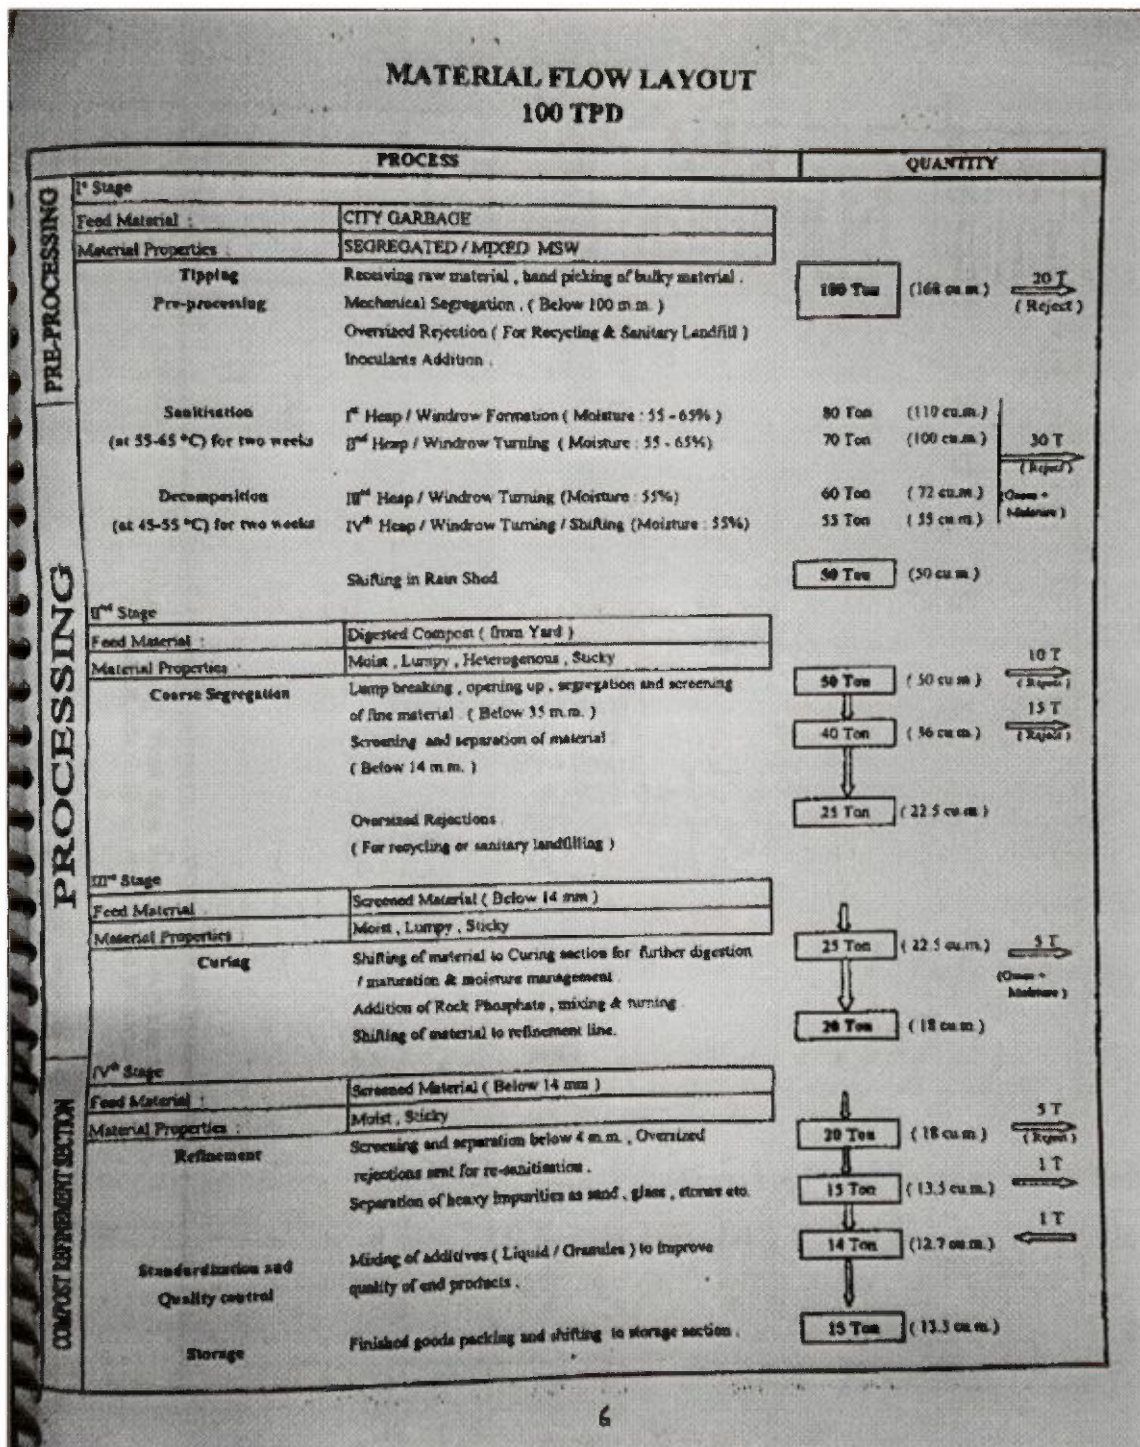 MATERIAL FLOW LAYOUT
100 TPD
PROCESS QUANTITY
PRE-PROCESSING
Iˢ Stage
Feed Material : CITY GARBAGE
Material Properties : SEGREGATED / MIXED MSW
Tipping Receiving raw material , hand picking of bulky material . 100 Ton (168 cu.m.) 20 T
Pre-processing Mechanical Segregation . ( Below 100 m.m. ) ( Reject )
Oversized Rejection ( For Recycling & Sanitary Landfill )
Inoculants Addition .
PROCESSING
Sanitisation Iˢᵗ Heap / Windrow Formation ( Moisture : 55 - 65% ) 80 Ton (110 cu.m.)
(at 55-65 °C) for two weeks IIⁿᵈ Heap / Windrow Turning ( Moisture : 55 - 65%) 70 Ton (100 cu.m.) 30 T
( Reject )
Decomposition IIIʳᵈ Heap / Windrow Turning (Moisture : 55%) 60 Ton ( 72 cu.m.) +
(at 45-55 °C) for two weeks IVᵗʰ Heap / Windrow Turning / Shifting (Moisture : 55%) 55 Ton ( 55 cu.m.) Moisture )
Shifting in Rain Shed 50 Ton (50 cu.m.)
IIⁿᵈ Stage
Feed Material : Digested Compost ( from Yard )
Material Properties Moist , Lumpy , Heterogenous , Sticky
10 T
Coarse Segregation Lump breaking , opening up , segregation and screening 50 Ton ( 50 cu m ) ( Reject )
of fine material . ( Below 35 m.m. ) 15 T
Screening and separation of material 40 Ton ( 36 cu m. ) ( Reject )
( Below 14 m.m. )
Oversized Rejections 25 Ton ( 22.5 cu.m )
( For recycling or sanitary landfilling )
IIIʳᵈ Stage
Feed Material Screened Material ( Below 14 mm )
Material Properties : Moist , Lumpy , Sticky
Curing Shifting of material to Curing section for further digestion 25 Ton ( 22.5 cu.m.) 5 T
/ maturation & moisture management . +
Moisture )
Addition of Rock Phosphate , mixing & turning .
Shifting of material to refinement line. 20 Ton ( 18 cu.m.)
COMPOST REFINEMENT SECTION
IVᵗʰ Stage
Feed Material : Screened Material ( Below 14 mm )
Material Properties : Moist , Sticky
5 T
Refinement Screening and separation below 4 m.m. , Oversized 20 Ton ( 18 cu.m.) ( Reject )
rejections sent for re-sanitisation . 1 T
Separation of heavy impurities as sand , glass , stones etc. 15 Ton ( 13.5 cu.m.)
1 T
Mixing of additives ( Liquid / Granules ) to improve 14 Ton (12.7 cu.m.)
Standardization and quality of end products .
Quality control
Storage Finished goods packing and shifting to storage section . 15 Ton ( 13.3 cu m.)
6